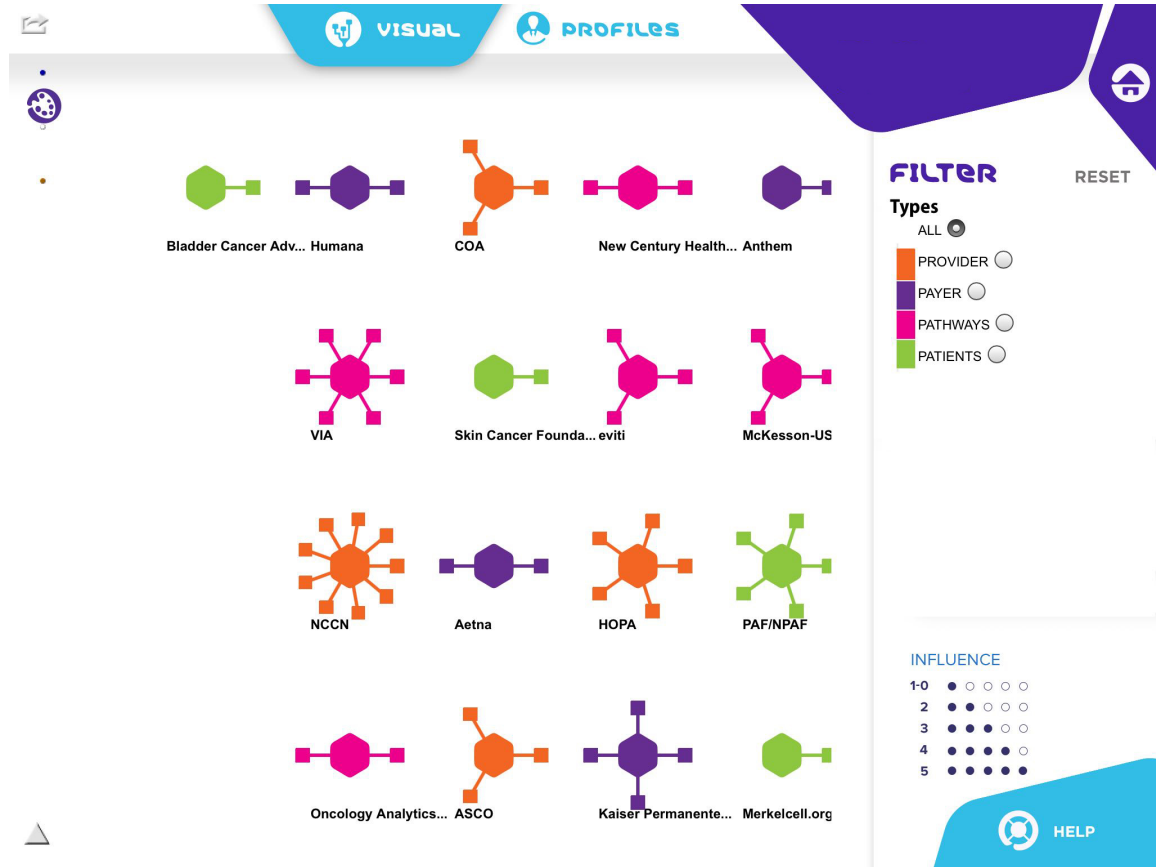 VISUAL
PROFILES
FILTER RESET
Types
ALL
PROVIDER
PAYER
PATHWAYS
PATIENTS
Bladder Cancer Adv... Humana COA New Century Health... Anthem
VIA Skin Cancer Founda... eviti McKesson-US
NCCN Aetna HOPA PAF/NPAF
Oncology Analytics... ASCO Kaiser Permanente... Merkelcell.org
INFLUENCE
1-0
2
3
4
5
HELP